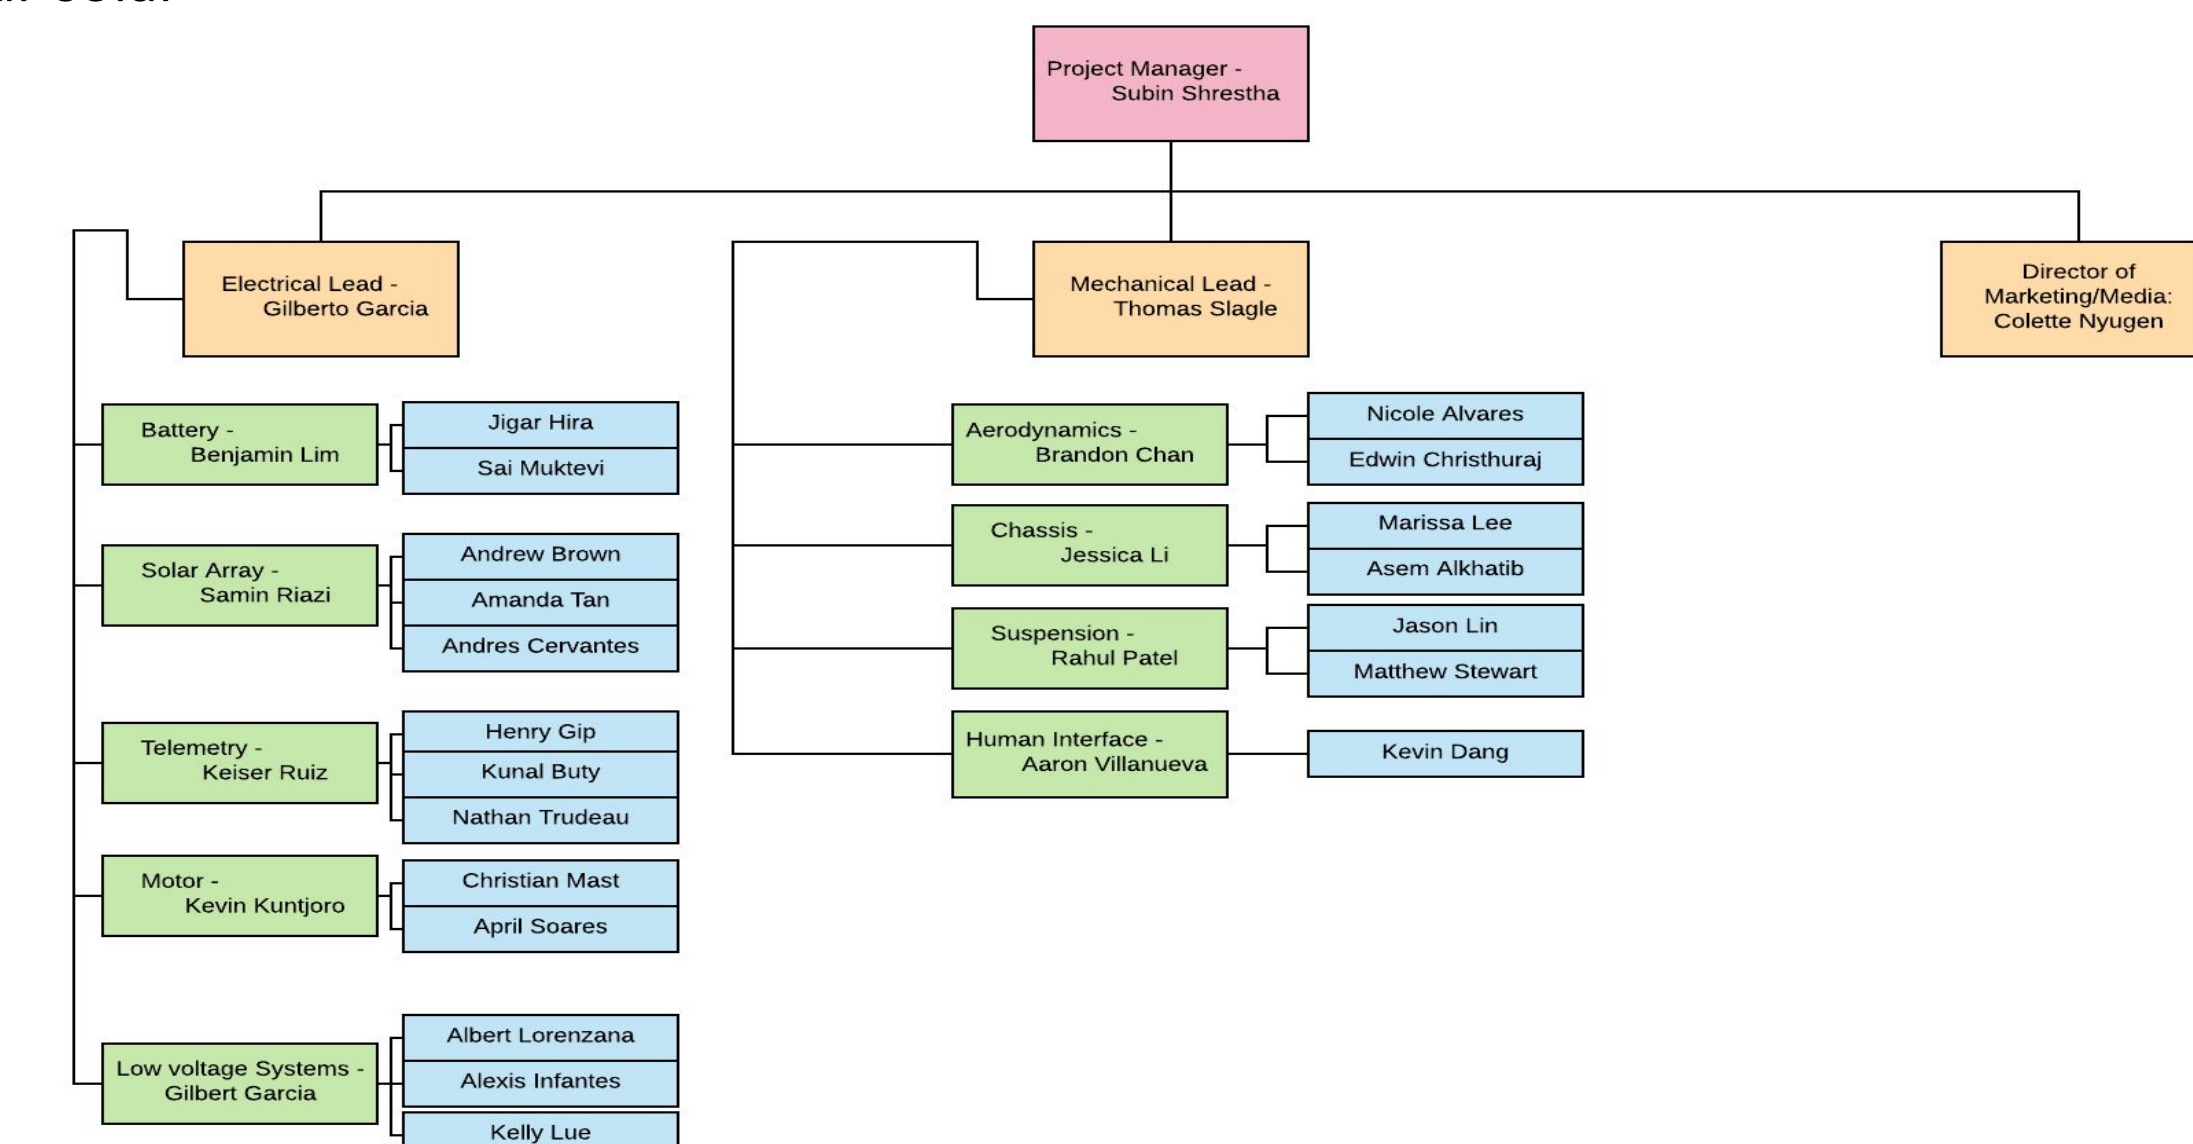 Project Manager -
Subin Shrestha
Electrical Lead -
Gilberto Garcia
Mechanical Lead -
Thomas Slagle
Director of
Marketing/Media:
Colette Nyugen
Battery -
Benjamin Lim
Jigar Hira
Sai Muktevi
Solar Array -
Samin Riazi
Andrew Brown
Amanda Tan
Andres Cervantes
Telemetry -
Keiser Ruiz
Henry Gip
Kunal Buty
Nathan Trudeau
Motor -
Kevin Kuntjoro
Christian Mast
April Soares
Low voltage Systems -
Gilbert Garcia
Albert Lorenzana
Alexis Infantes
Kelly Lue
Aerodynamics -
Brandon Chan
Nicole Alvares
Edwin Christhuraj
Chassis -
Jessica Li
Marissa Lee
Asem Alkhatib
Suspension -
Rahul Patel
Jason Lin
Matthew Stewart
Human Interface -
Aaron Villanueva
Kevin Dang